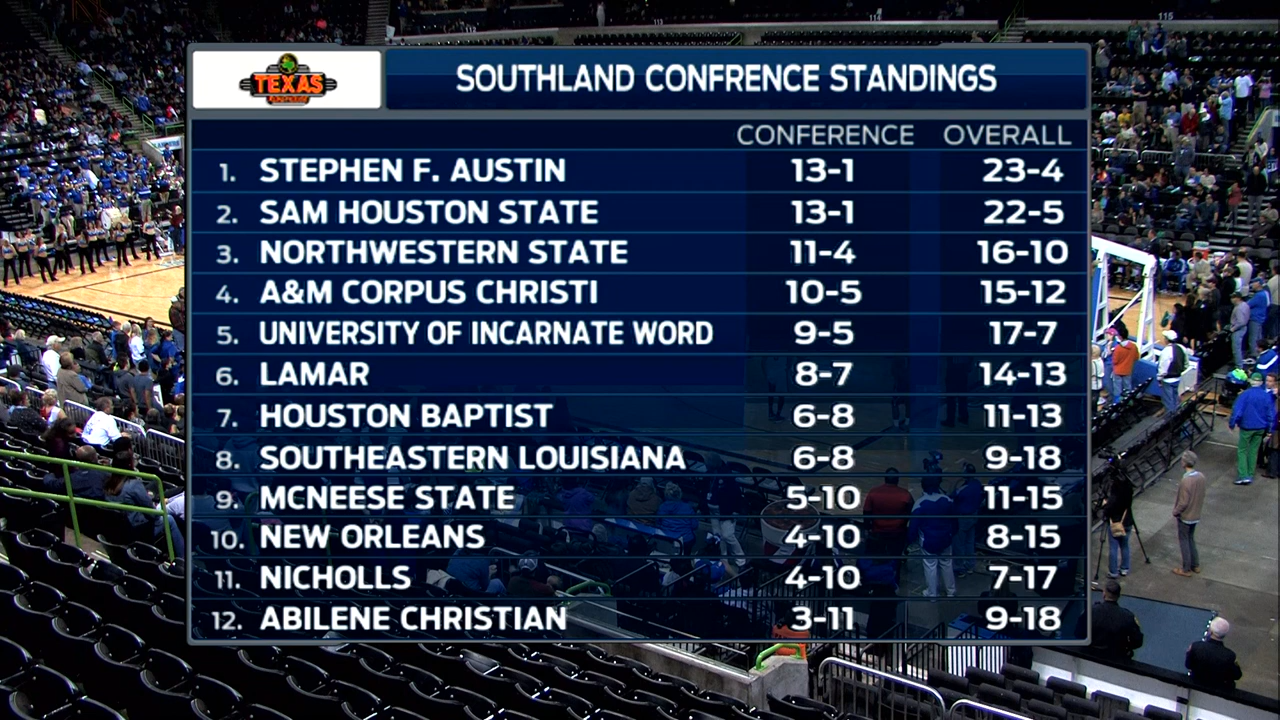 113
114
115
112
TEXAS
SOUTHLAND CONFRENCE STANDINGS
CONFERENCE OVERALL
1. STEPHEN F. AUSTIN 13-1 23-4
2. SAM HOUSTON STATE 13-1 22-5
3. NORTHWESTERN STATE 11-4 16-10
4. A&M CORPUS CHRISTI 10-5 15-12
5. UNIVERSITY OF INCARNATE WORD 9-5 17-7
6. LAMAR 8-7 14-13
7. HOUSTON BAPTIST 6-8 11-13
8. SOUTHEASTERN LOUISIANA 6-8 9-18
9. MCNEESE STATE 5-10 11-15
10. NEW ORLEANS 4-10 8-15
11. NICHOLLS 4-10 7-17
12. ABILENE CHRISTIAN 3-11 9-18